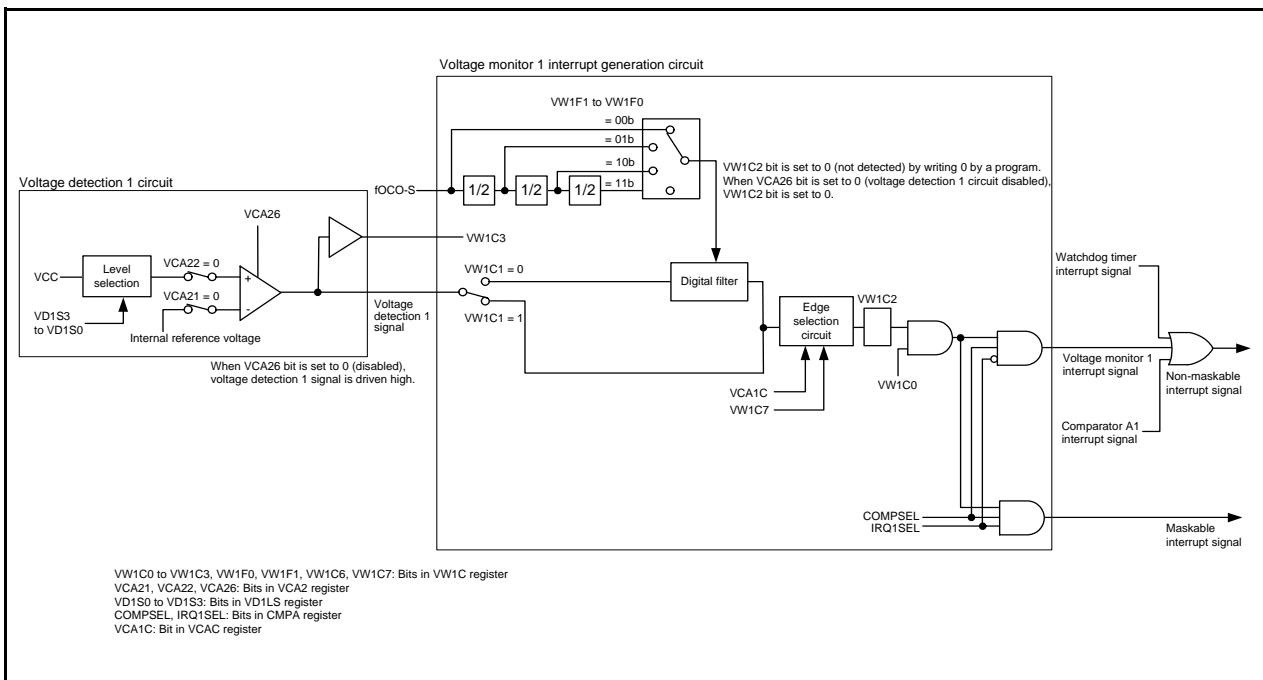 Voltage monitor 1 interrupt generation circuit
VW1F1 to VW1F0
= 00b
= 01b
= 10b
= 11b
fOCO-S
1/2
1/2
1/2
VW1C2 bit is set to 0 (not detected) by writing 0 by a program.
When VCA26 bit is set to 0 (voltage detection 1 circuit disabled),
VW1C2 bit is set to 0.
Voltage detection 1 circuit
VCA26
VW1C3
VCC
Level
selection
VCA22 = 0
+
VCA21 = 0
-
VD1S3
to VD1S0
Internal reference voltage
Voltage
detection 1
signal
When VCA26 bit is set to 0 (disabled),
voltage detection 1 signal is driven high.
VW1C1 = 0
VW1C1 = 1
Digital filter
Edge
selection
circuit
VW1C2
VCA1C
VW1C7
VW1C0
Watchdog timer
interrupt signal
Voltage monitor 1
interrupt signal
Non-maskable
interrupt signal
Comparator A1
interrupt signal
COMPSEL
IRQ1SEL
Maskable
interrupt signal
VW1C0 to VW1C3, VW1F0, VW1F1, VW1C6, VW1C7: Bits in VW1C register
VCA21, VCA22, VCA26: Bits in VCA2 register
VD1S0 to VD1S3: Bits in VD1LS register
COMPSEL, IRQ1SEL: Bits in CMPA register
VCA1C: Bit in VCAC register